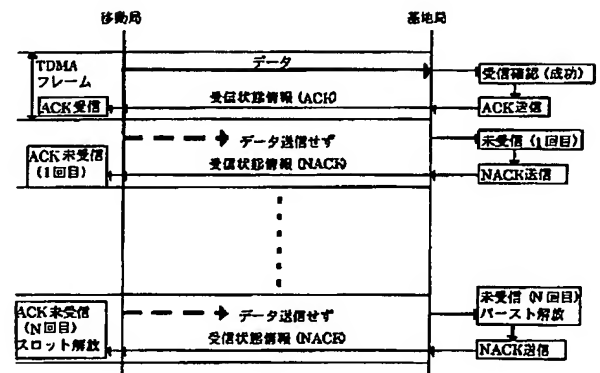 移動局
基地局
TDMA
フレーム
データ
受信確認 (成功)
受信状態情報 (ACK)
ACK受信
ACK送信
データ送信せず
未受信 (1回目)
ACK未受信
(1回目)
受信状態情報 (NACK)
NACK送信
ACK未受信
(N回目)
スロット解放
データ送信せず
未受信 (N回目)
バースト解放
受信状態情報 (NACK)
NACK送信